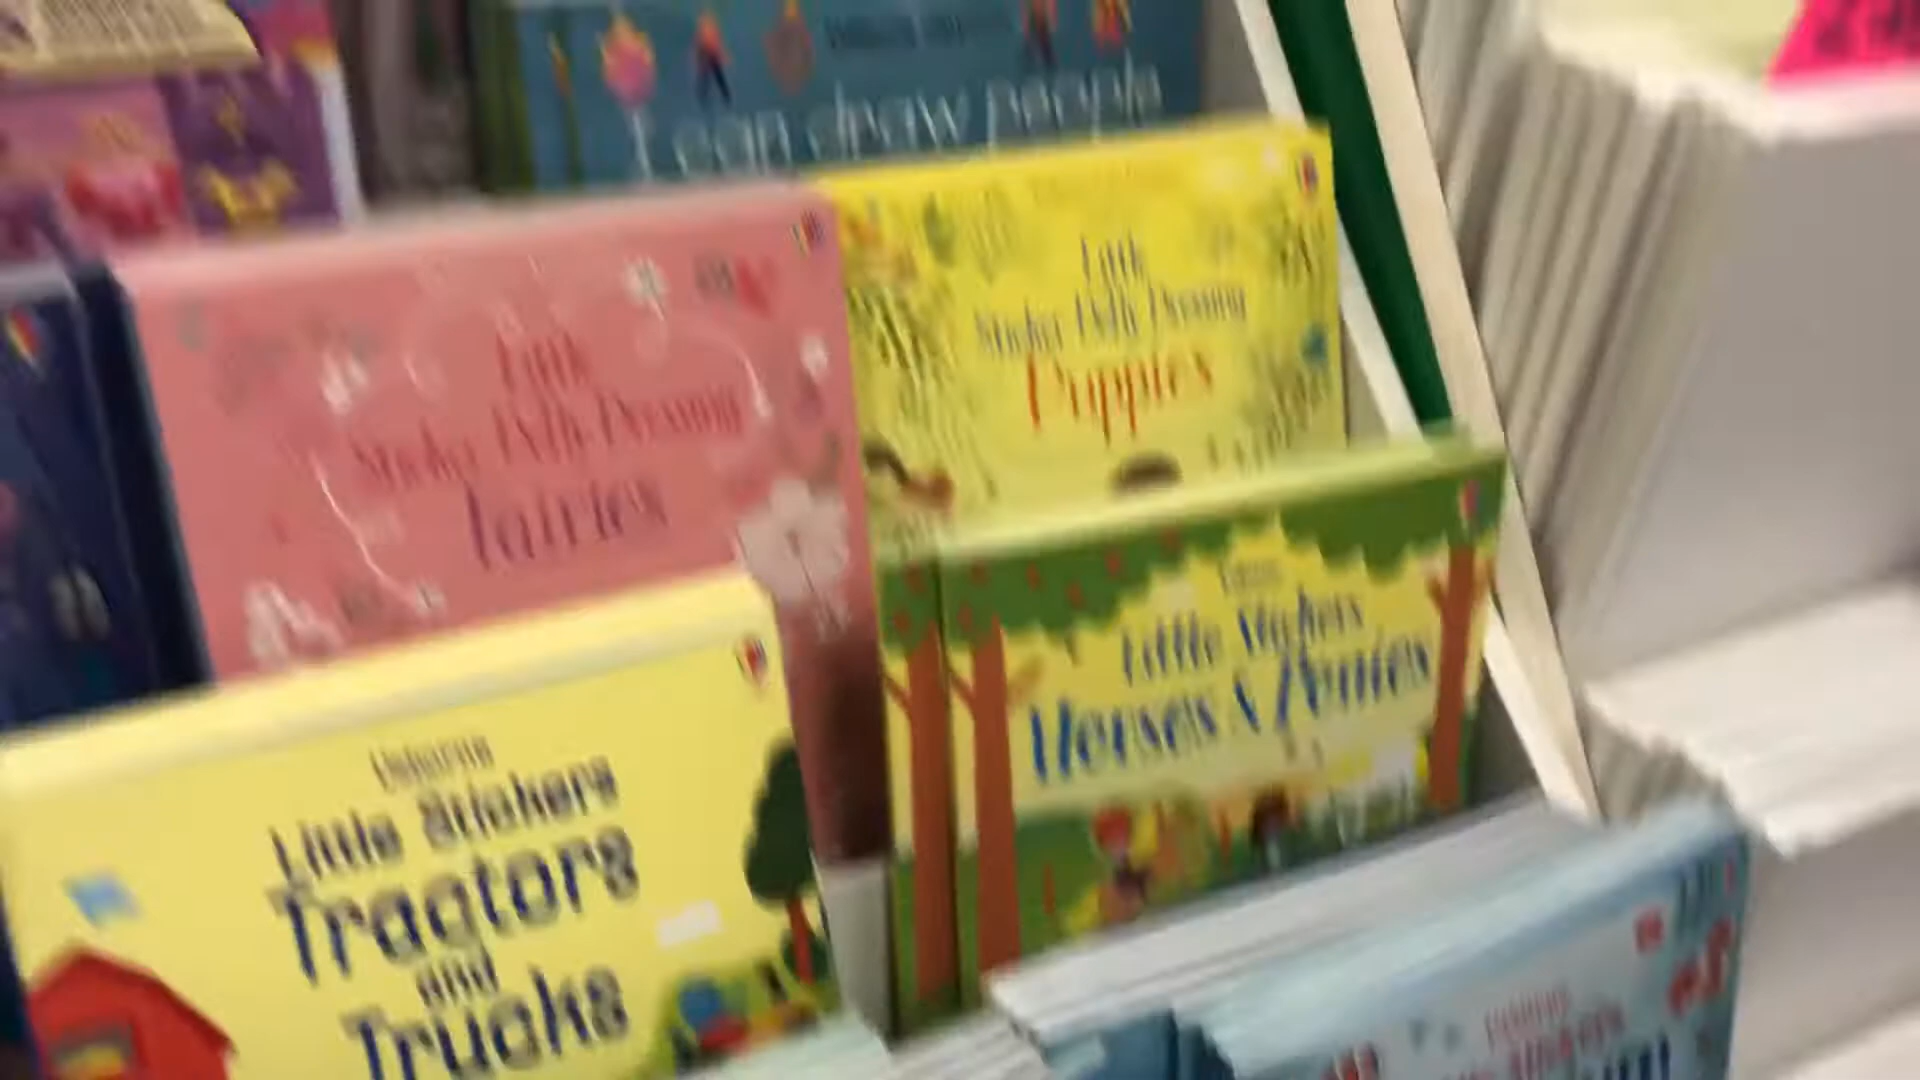 I can draw people
Little
Sticker Dolly Dressing
Puppies
Little
Sticker Dolly Dressing
Fairies
Little Stickers
Horses & Ponies
Usborne
Little Stickers
Tractors
and
Trucks